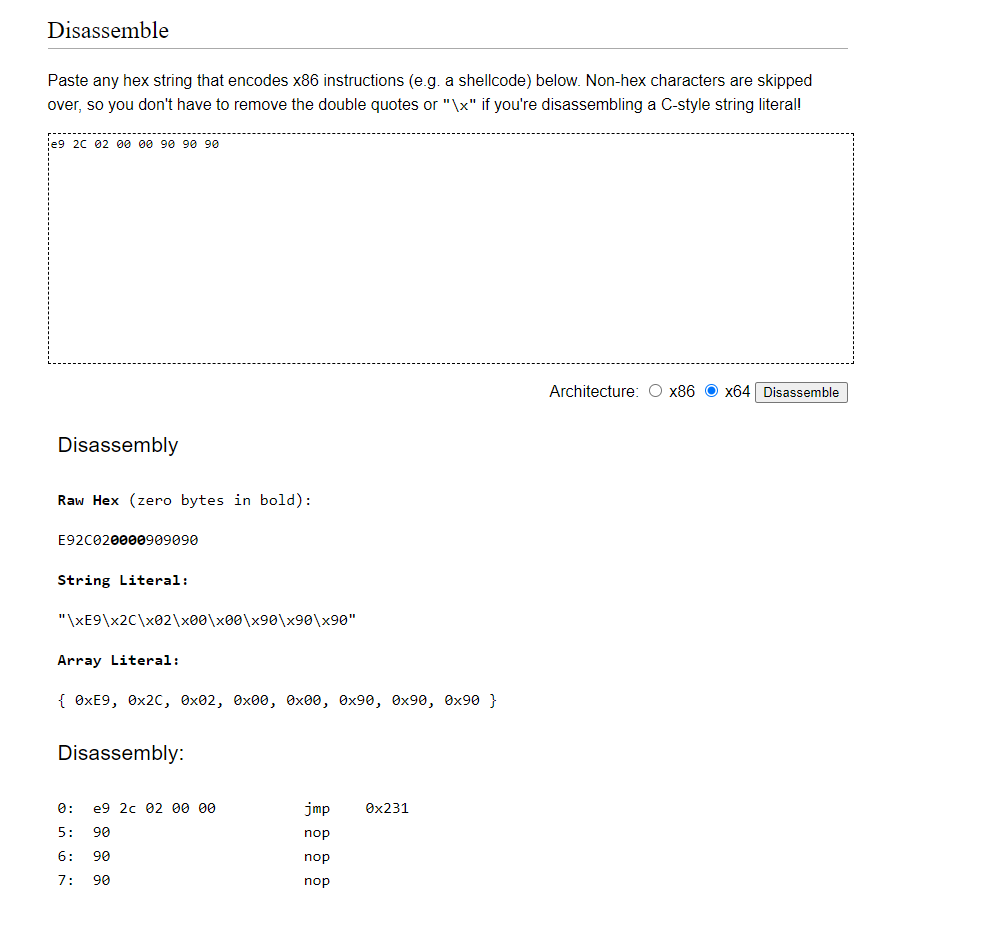 Disassemble
Paste any hex string that encodes x86 instructions (e.g. a shellcode) below. Non-hex characters are skipped
over, so you don't have to remove the double quotes or "\x" if you're disassembling a C-style string literal!
e9 2C 02 00 00 90 90 90
Architecture: x86 x64 Disassemble
Disassembly
Raw Hex (zero bytes in bold):
E92C020000909090
String Literal:
"\xE9\x2C\x02\x00\x00\x90\x90\x90"
Array Literal:
{ 0xE9, 0x2C, 0x02, 0x00, 0x00, 0x90, 0x90, 0x90 }
Disassembly:
0: e9 2c 02 00 00 jmp 0x231
5: 90 nop
6: 90 nop
7: 90 nop